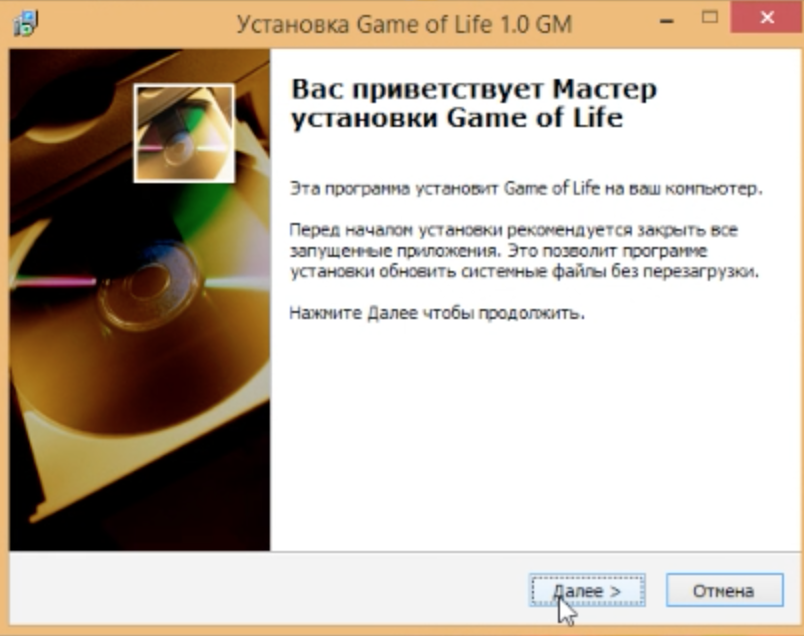 Установка Game of Life 1.0 GM
Вас приветствует Мастер
установки Game of Life
Эта программа установит Game of Life на ваш компьютер.
Перед началом установки рекомендуется закрыть все
запущенные приложения. Это позволит программе
установки обновить системные файлы без перезагрузки.
Нажмите Далее чтобы продолжить.
Далее >
Отмена